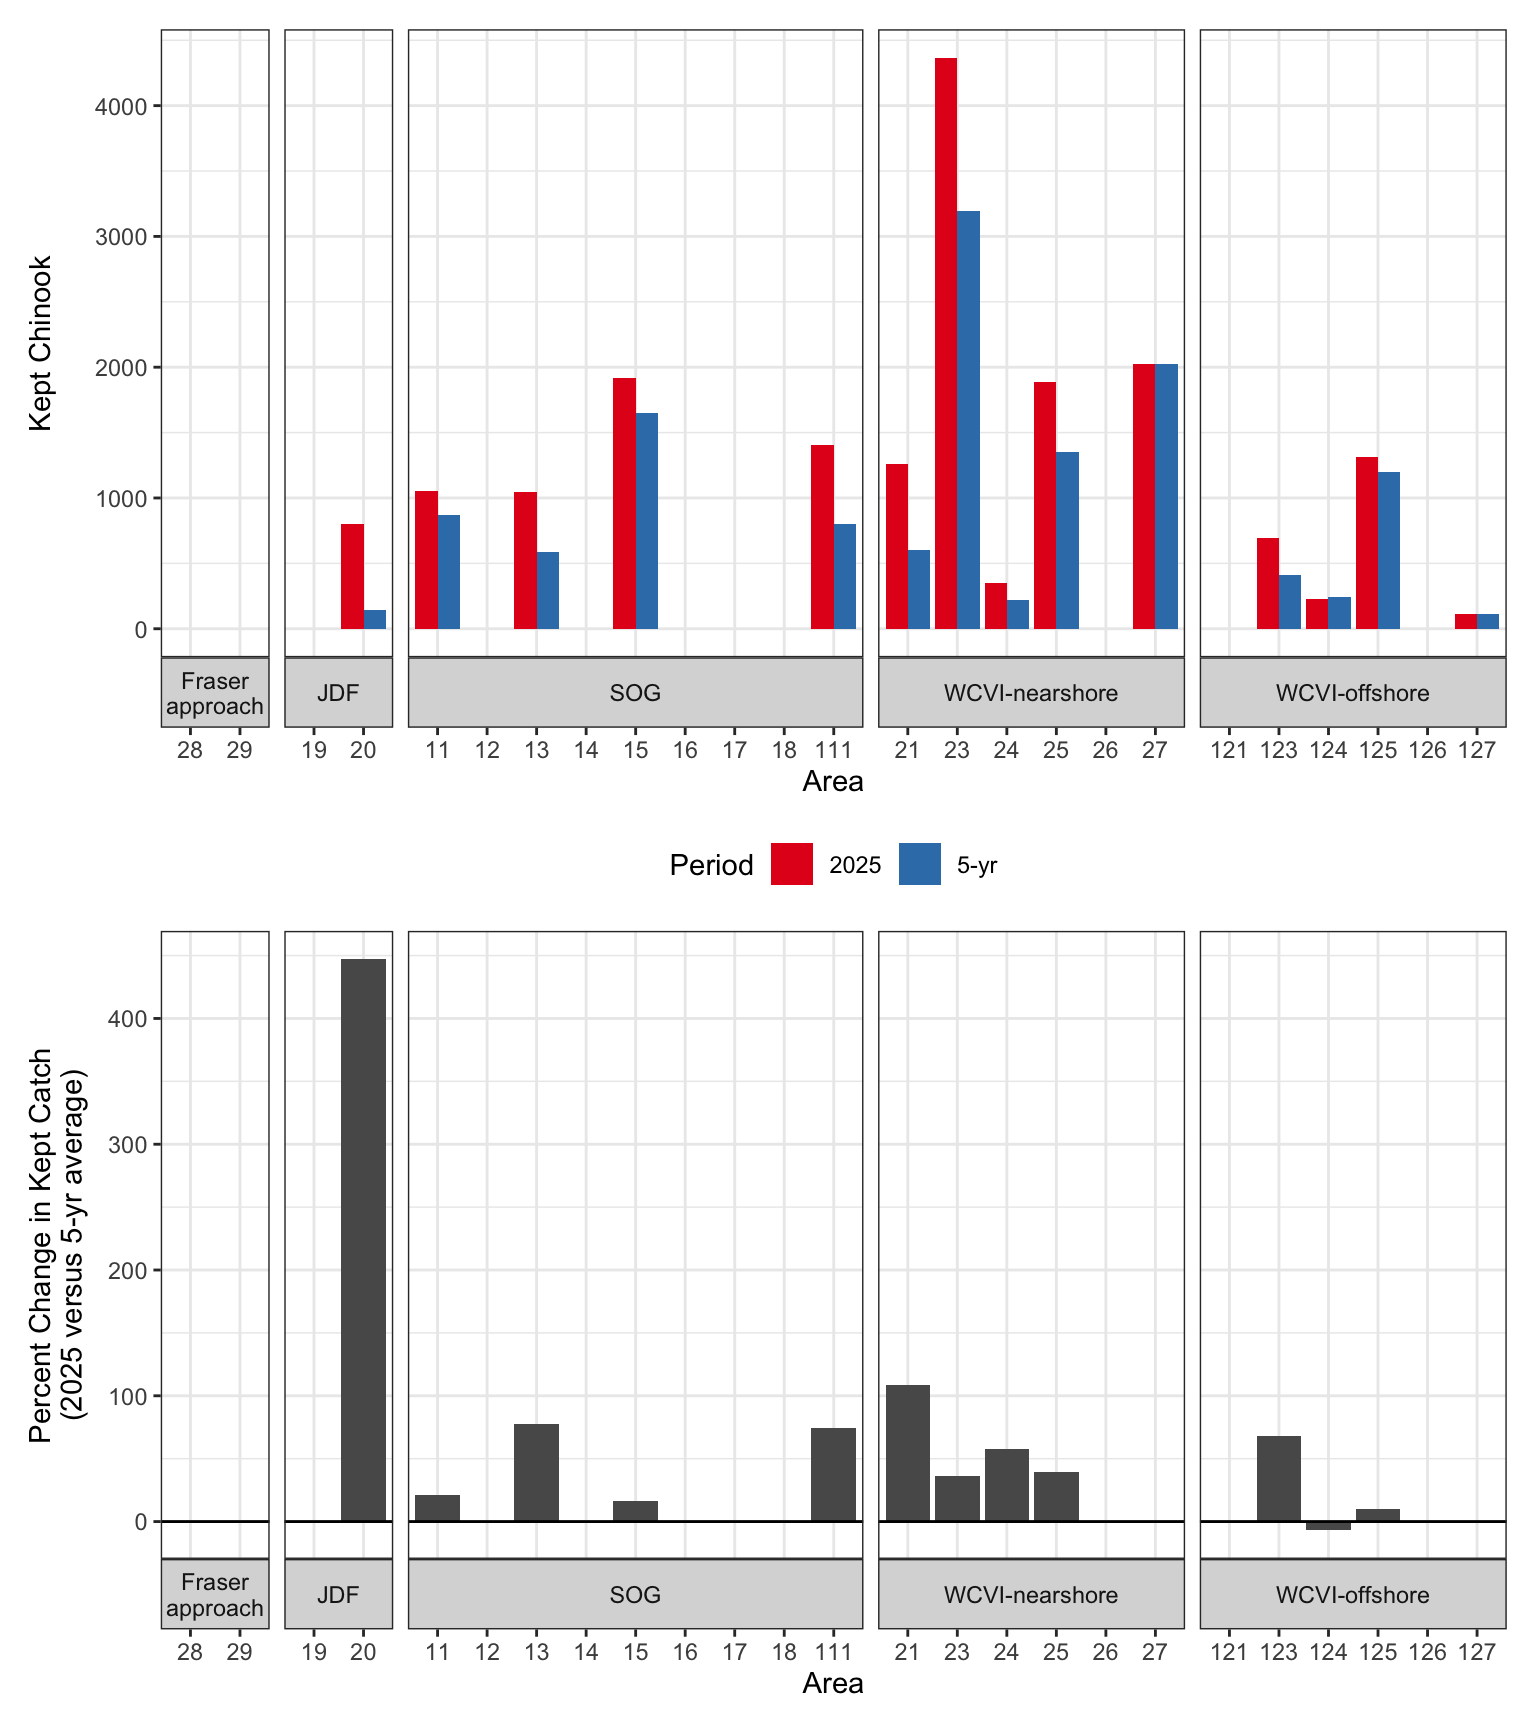 Kept Chinook
4000
3000
2000
1000
0
Fraser approach
JDF
SOG
WCVI-nearshore
WCVI-offshore
28 29 19 20 11 12 13 14 15 16 17 18 111 21 23 24 25 26 27 121 123 124 125 126 127
Area
Period 2025 5-yr
Percent Change in Kept Catch
(2025 versus 5-yr average)
400
300
200
100
0
Fraser approach
JDF
SOG
WCVI-nearshore
WCVI-offshore
28 29 19 20 11 12 13 14 15 16 17 18 111 21 23 24 25 26 27 121 123 124 125 126 127
Area